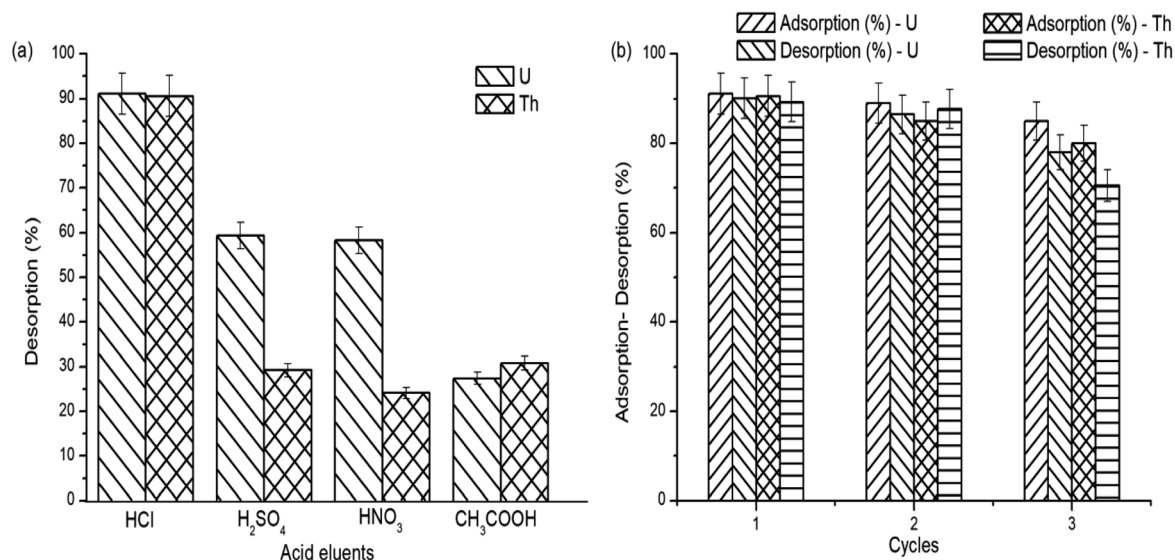 (a)
Desorption (%)
100
90
80
70
60
50
40
30
20
10
0
U
Th
HCl
H₂SO₄
HNO₃
CH₃COOH
Acid eluents
Adsorption (%) - U
Adsorption (%) - Th
Desorption (%) - U
Desorption (%) - Th
(b)
Adsorption- Desorption (%)
100
80
60
40
20
0
1
2
3
Cycles